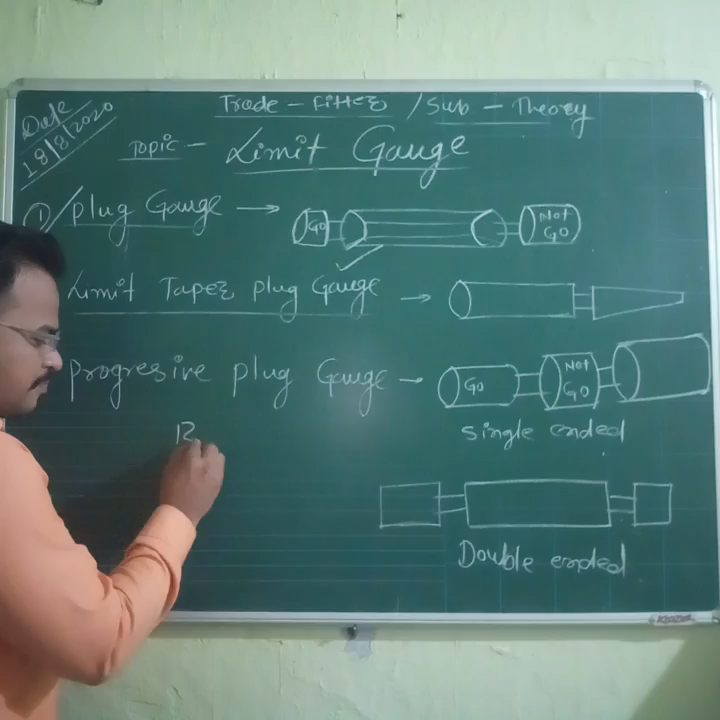 Date
18/8/2020
Trade - Fitter / Sub - Theory
Topic - Limit Gauge
① Plug Gauge → GO Not GO
Limit Taper Plug Gauge →
Progresive Plug Gauge → GO Not GO
Single ended
R
Double ended